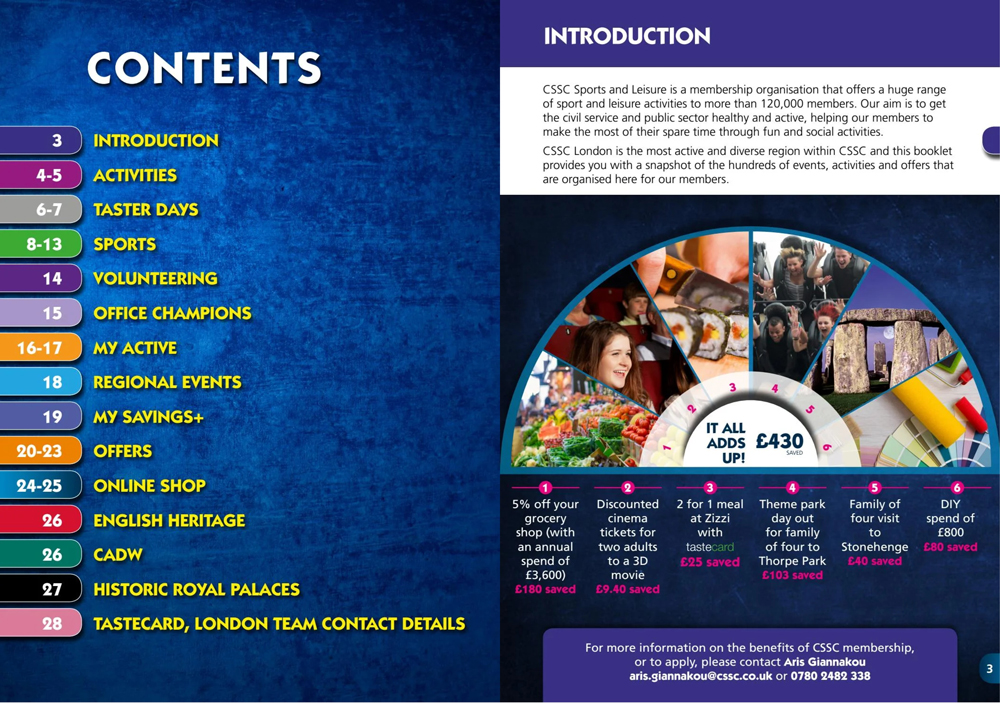 CONTENTS
3 INTRODUCTION
4-5 ACTIVITIES
6-7 TASTER DAYS
8-13 SPORTS
14 VOLUNTEERING
15 OFFICE CHAMPIONS
16-17 MY ACTIVE
18 REGIONAL EVENTS
19 MY SAVINGS+
20-23 OFFERS
24-25 ONLINE SHOP
26 ENGLISH HERITAGE
26 CADW
27 HISTORIC ROYAL PALACES
28 TASTECARD, LONDON TEAM CONTACT DETAILS
INTRODUCTION
CSSC Sports and Leisure is a membership organisation that offers a huge range
of sport and leisure activities to more than 120,000 members. Our aim is to get
the civil service and public sector healthy and active, helping our members to
make the most of their spare time through fun and social activities.
CSSC London is the most active and diverse region within CSSC and this booklet
provides you with a snapshot of the hundreds of events, activities and offers that
are organised here for our members.
1
2
3
4
5
6
IT ALL
ADDS
UP!
£430
SAVED
1
5% off your
grocery
shop (with
an annual
spend of
£3,600)
£180 saved
2
Discounted
cinema
tickets for
two adults
to a 3D
movie
£9.40 saved
3
2 for 1 meal
at Zizzi
with
tastecard
£25 saved
4
Theme park
day out
for family
of four to
Thorpe Park
£103 saved
5
Family of
four visit
to
Stonehenge
£40 saved
6
DIY
spend of
£800
£80 saved
For more information on the benefits of CSSC membership,
or to apply, please contact Aris Giannakou
aris.giannakou@cssc.co.uk or 0780 2482 338
3